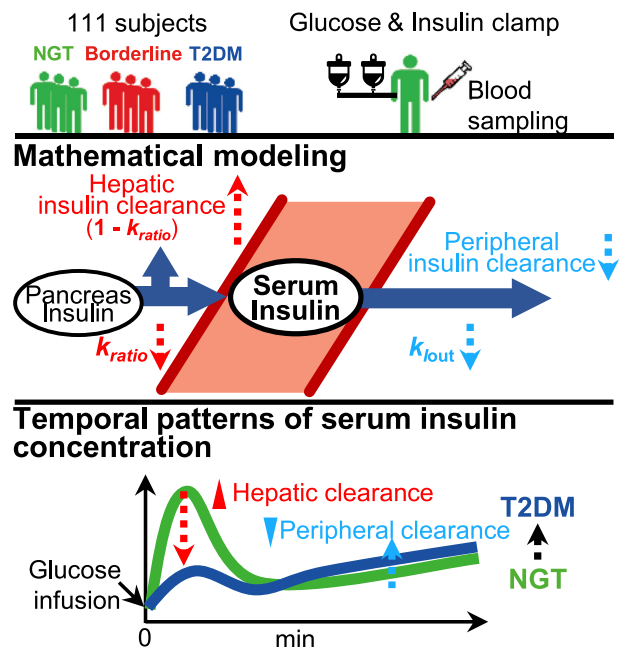 111 subjects
NGT Borderline T2DM
Glucose & Insulin clamp
Blood
sampling
Mathematical modeling
Hepatic
insulin clearance
(1 - kratio)
Pancreas
Insulin
Serum
Insulin
Peripheral
insulin clearance
kratio
kIout
Temporal patterns of serum insulin
concentration
Hepatic clearance
Peripheral clearance
T2DM
NGT
Glucose
infusion
0
min